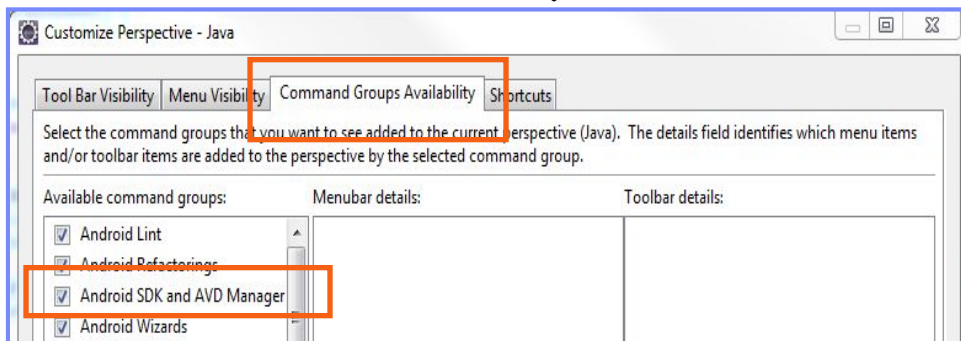 Customize Perspective - Java
Tool Bar Visibility Menu Visibility Command Groups Availability Shortcuts
Select the command groups that you want to see added to the current perspective (Java). The details field identifies which menu items
and/or toolbar items are added to the perspective by the selected command group.
Available command groups: Menubar details: Toolbar details:
Android Lint
Android Refactorings
Android SDK and AVD Manager
Android Wizards